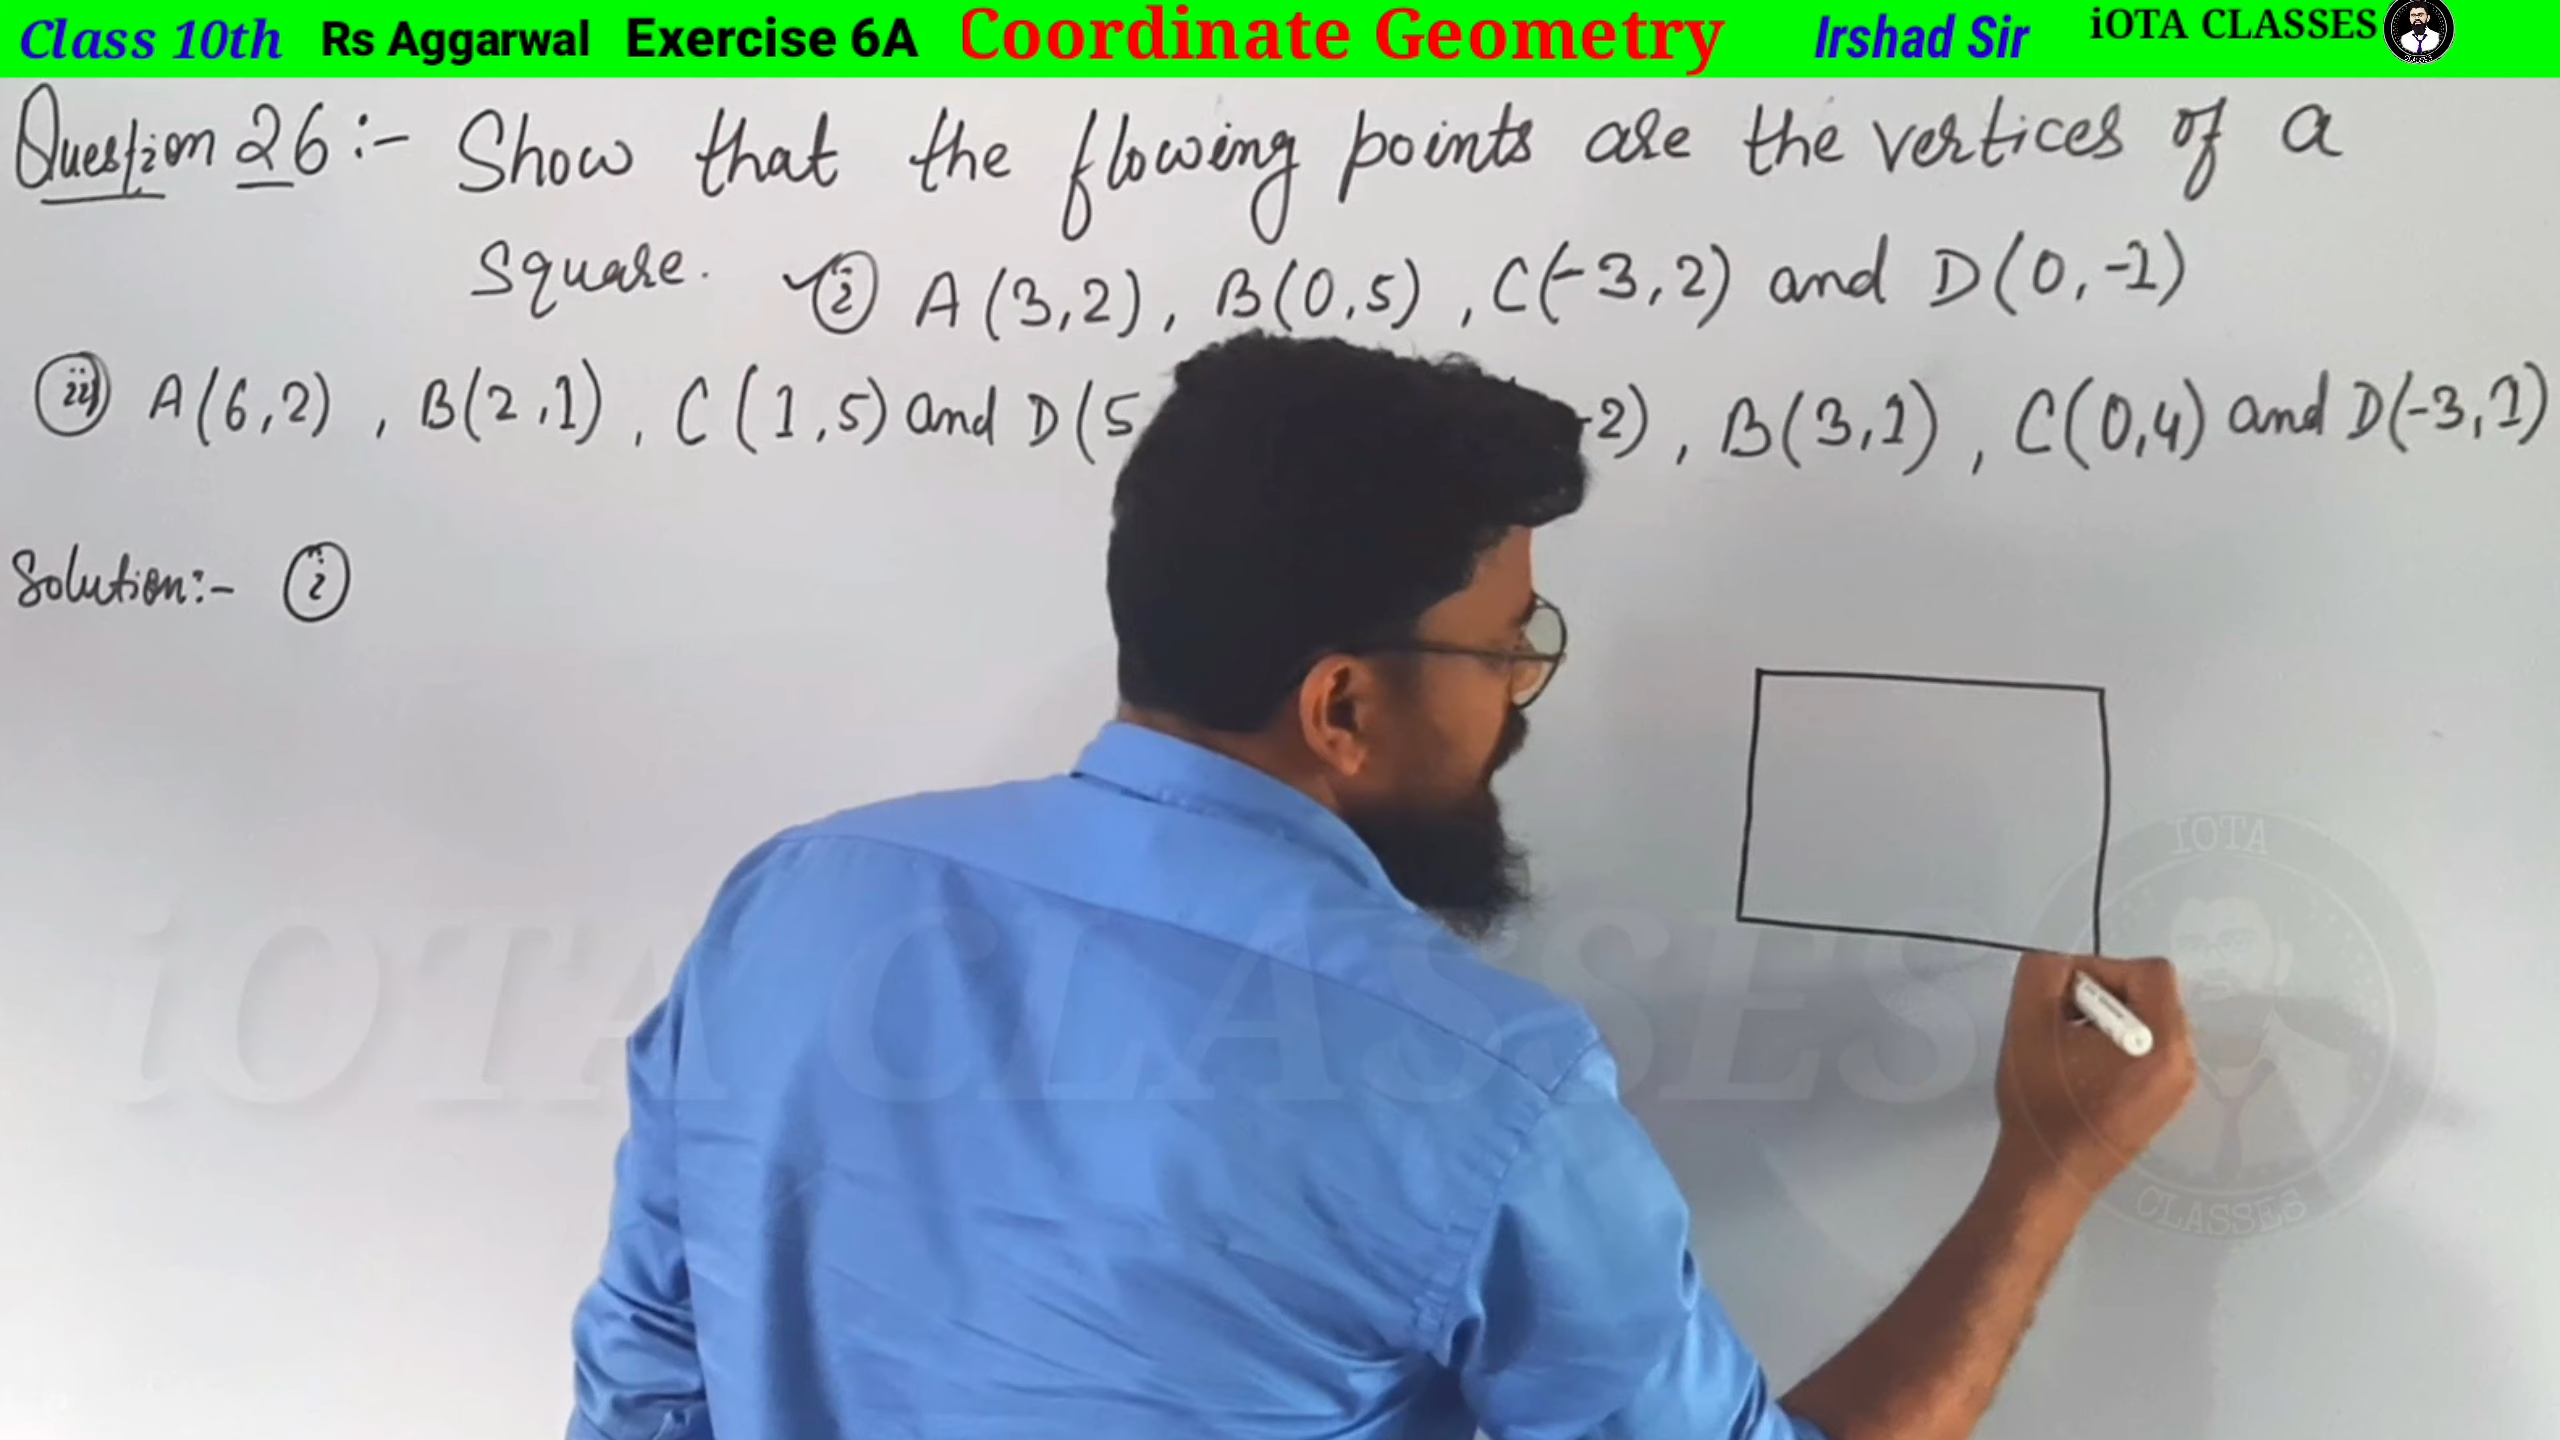 Class 10th Rs Aggarwal Exercise 6A Coordinate Geometry Irshad Sir iOTA CLASSES
Question 26:- Show that the flowing points are the vertices of a
square. (i) A(3,2), B(0,5), C(-3,2) and D(0,-1)
(ii) A(6,2), B(2,1), C(1,5) and D(5 -2), B(3,1), C(0,4) and D(-3,1)
Solution:- (i)
IOTA
iOTA CLASSES
CLASSES